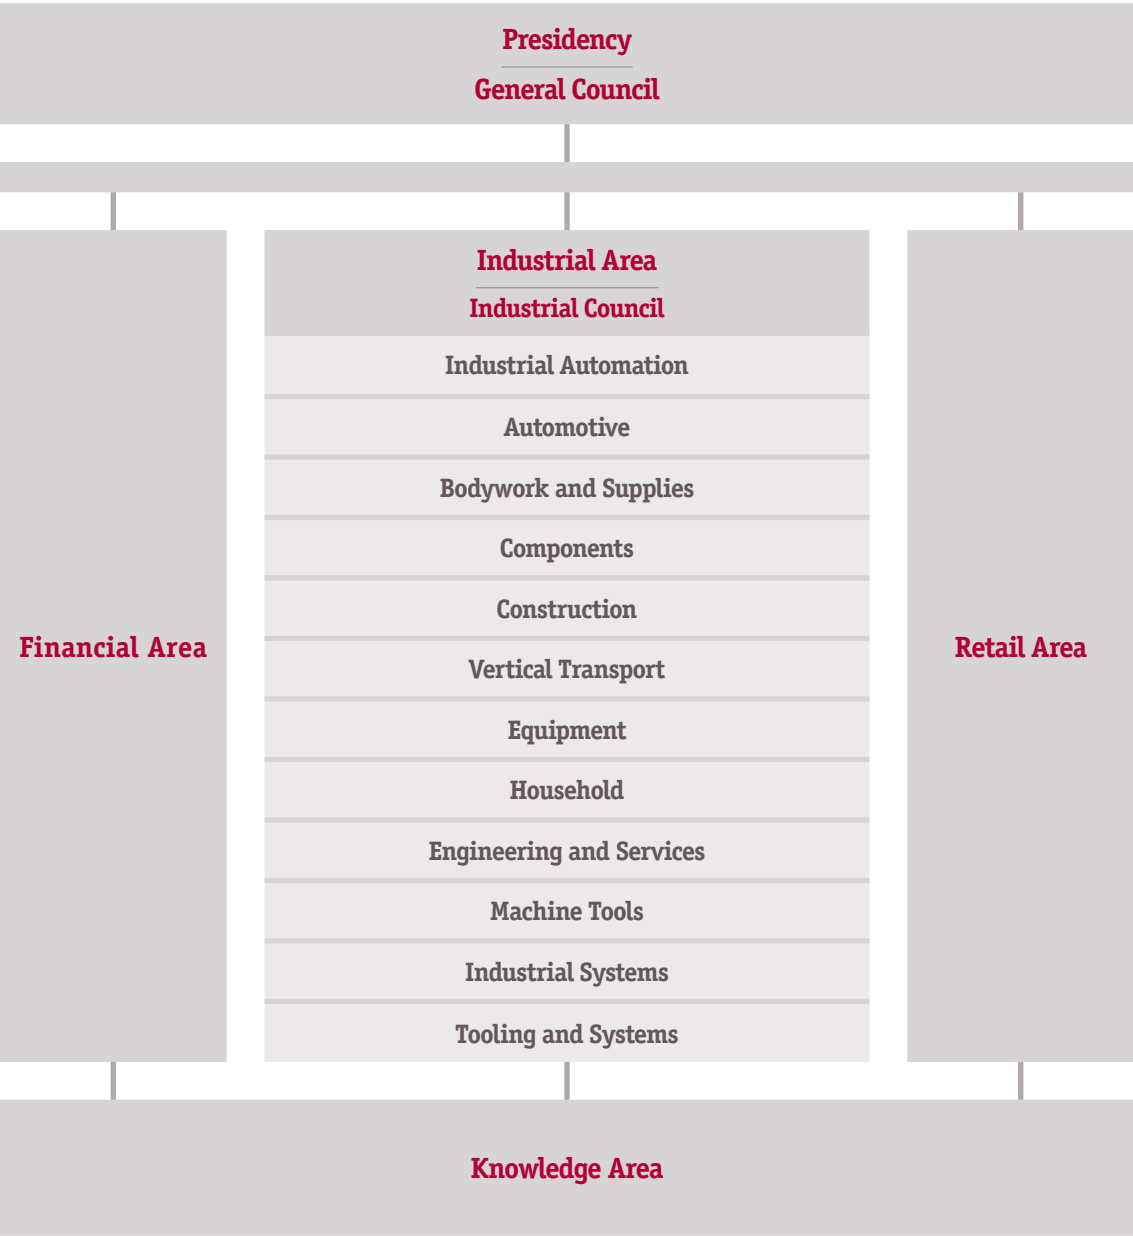 Presidency
General Council
Industrial Area
Industrial Council
Industrial Automation
Automotive
Bodywork and Supplies
Components
Construction
Financial Area
Retail Area
Vertical Transport
Equipment
Household
Engineering and Services
Machine Tools
Industrial Systems
Tooling and Systems
Knowledge Area